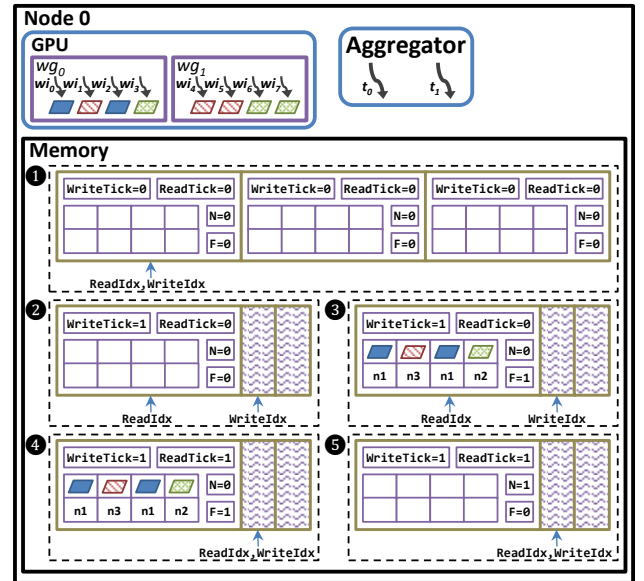 Node 0
GPU
wg0
wi0 wi1 wi2 wi3
wg1
wi4 wi5 wi6 wi7
Aggregator
t0 t1
Memory
1
WriteTick=0 ReadTick=0 N=0 F=0
WriteTick=0 ReadTick=0 N=0 F=0
WriteTick=0 ReadTick=0 N=0 F=0
ReadIdx,WriteIdx
2
WriteTick=1 ReadTick=0
N=0
F=0
ReadIdx WriteIdx
3
WriteTick=1 ReadTick=0
N=0
n1 n3 n1 n2 F=1
ReadIdx WriteIdx
4
WriteTick=1 ReadTick=1
N=0
n1 n3 n1 n2 F=1
ReadIdx,WriteIdx
5
WriteTick=1 ReadTick=1
N=1
F=0
ReadIdx,WriteIdx